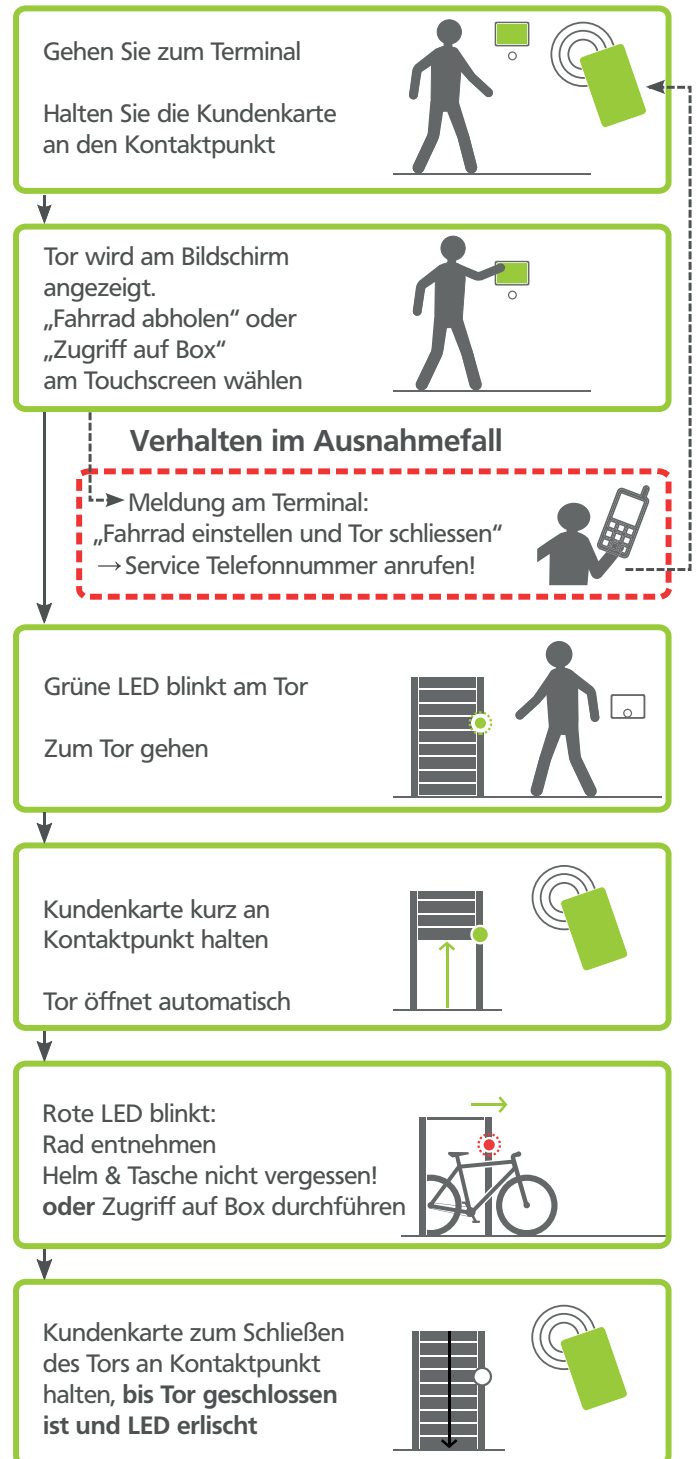 Gehen Sie zum Terminal
Halten Sie die Kundenkarte
an den Kontaktpunkt
Tor wird am Bildschirm
angezeigt.
„Fahrrad abholen“ oder
„Zugriff auf Box“
am Touchscreen wählen
Verhalten im Ausnahmefall
Meldung am Terminal:
„Fahrrad einstellen und Tor schliessen“
→ Service Telefonnummer anrufen!
Grüne LED blinkt am Tor
Zum Tor gehen
Kundenkarte kurz an
Kontaktpunkt halten
Tor öffnet automatisch
Rote LED blinkt:
Rad entnehmen
Helm & Tasche nicht vergessen!
oder Zugriff auf Box durchführen
Kundenkarte zum Schließen
des Tors an Kontaktpunkt
halten, bis Tor geschlossen
ist und LED erlischt